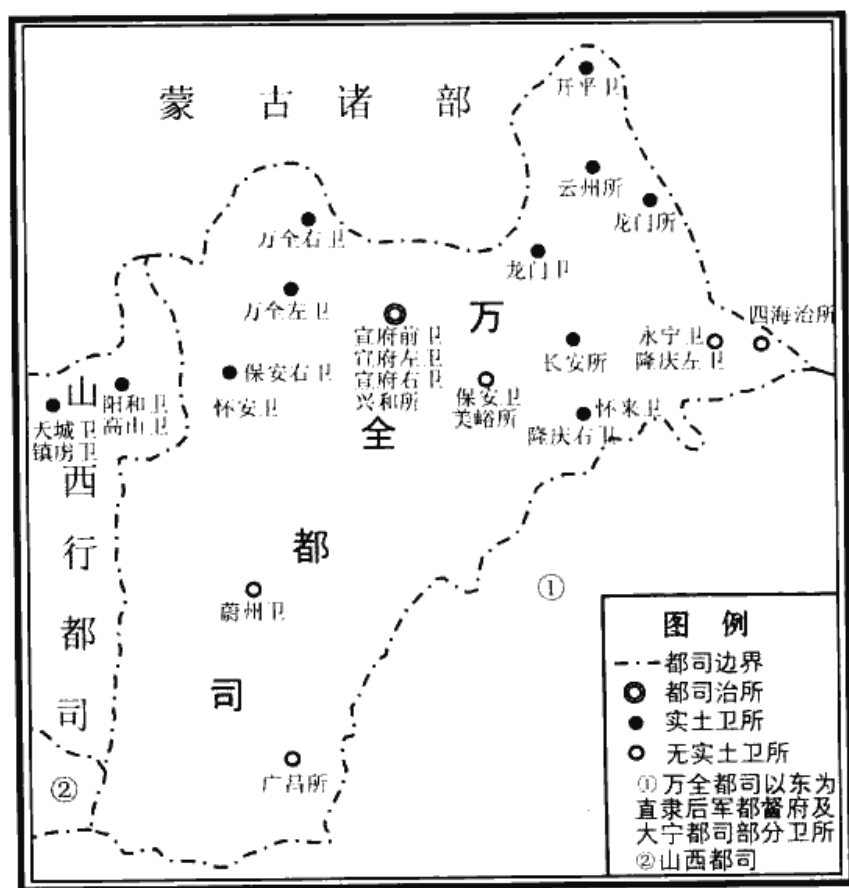 蒙古诸部
开平卫
云州所
龙门所
万全右卫
龙门卫
万全左卫
四海治所
宣府前卫
宣府左卫
宣府右卫
兴和所
永宁卫
隆庆左卫
长安所
保安右卫
怀安卫
保安卫
美峪所
阳和卫
高山卫
天城卫
镇虏卫
怀来卫
隆庆右卫
万全都司
山西行都司
蔚州卫
广昌所
①
②
图例
都司边界
都司治所
实土卫所
无实土卫所
①万全都司以东为
直隶后军都督府及
大宁都司部分卫所
②山西都司